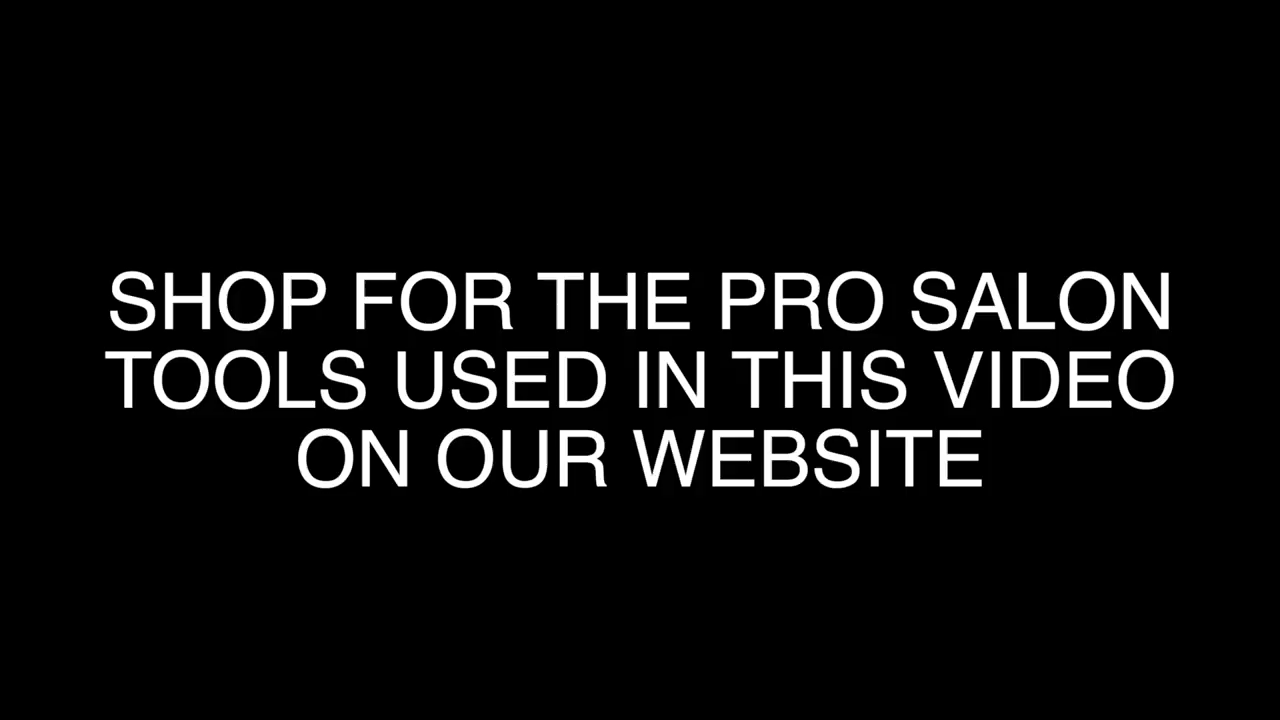 SHOP FOR THE PRO SALON
TOOLS USED IN THIS VIDEO
ON OUR WEBSITE